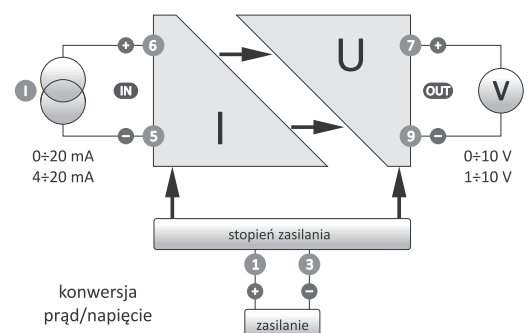 + 6
7 +
I
U
I
IN
OUT
V
− 5
9 −
0÷20 mA
4÷20 mA
0÷10 V
1÷10 V
stopień zasilania
1 3
+ −
konwersja
prąd/napięcie
zasilanie